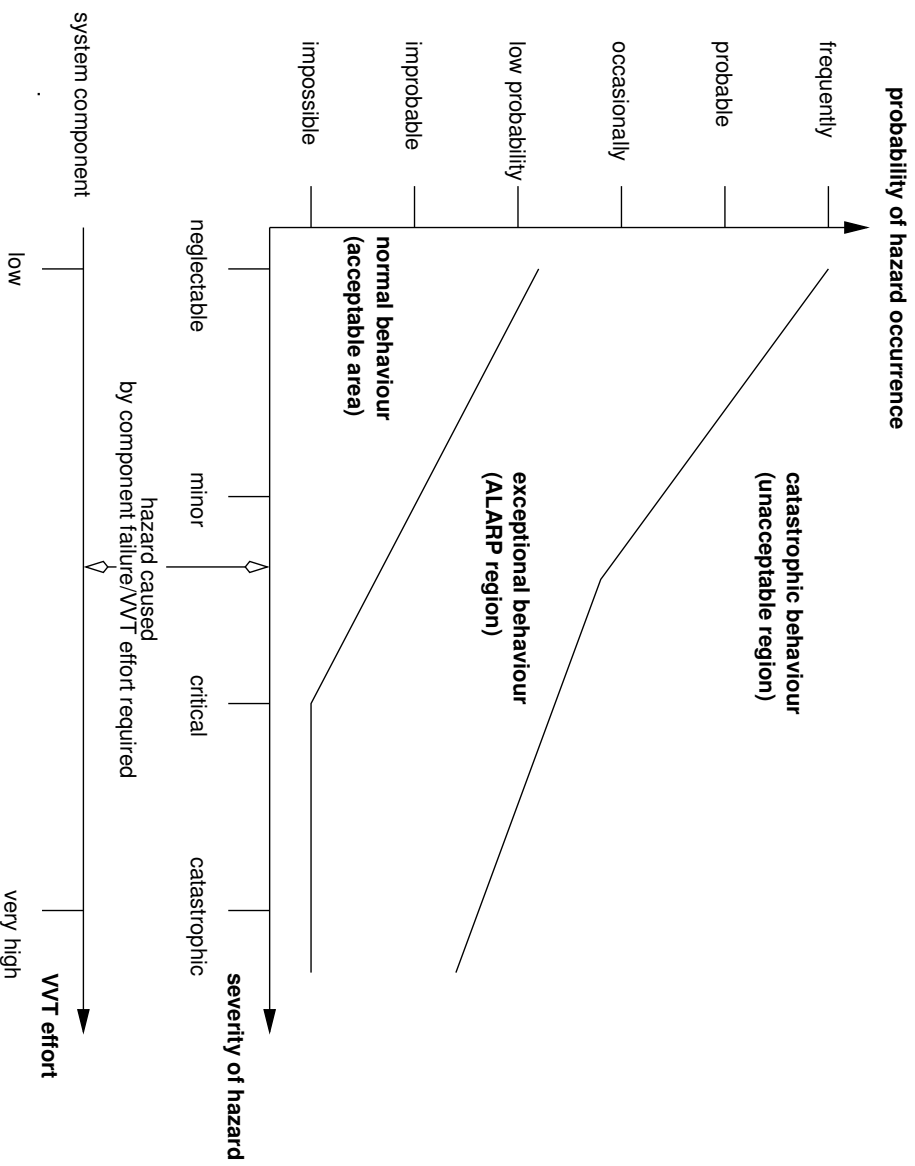 probability of hazard occurrence
frequently
probable
occasionally
low probability
improbable
impossible
catastrophic behaviour
(unacceptable region)
exceptional behaviour
(ALARP region)
normal behaviour
(acceptable area)
neglectable
minor
critical
catastrophic
severity of hazard
hazard caused
by component failure/VVT effort required
system component
.
low
very high
VVT effort